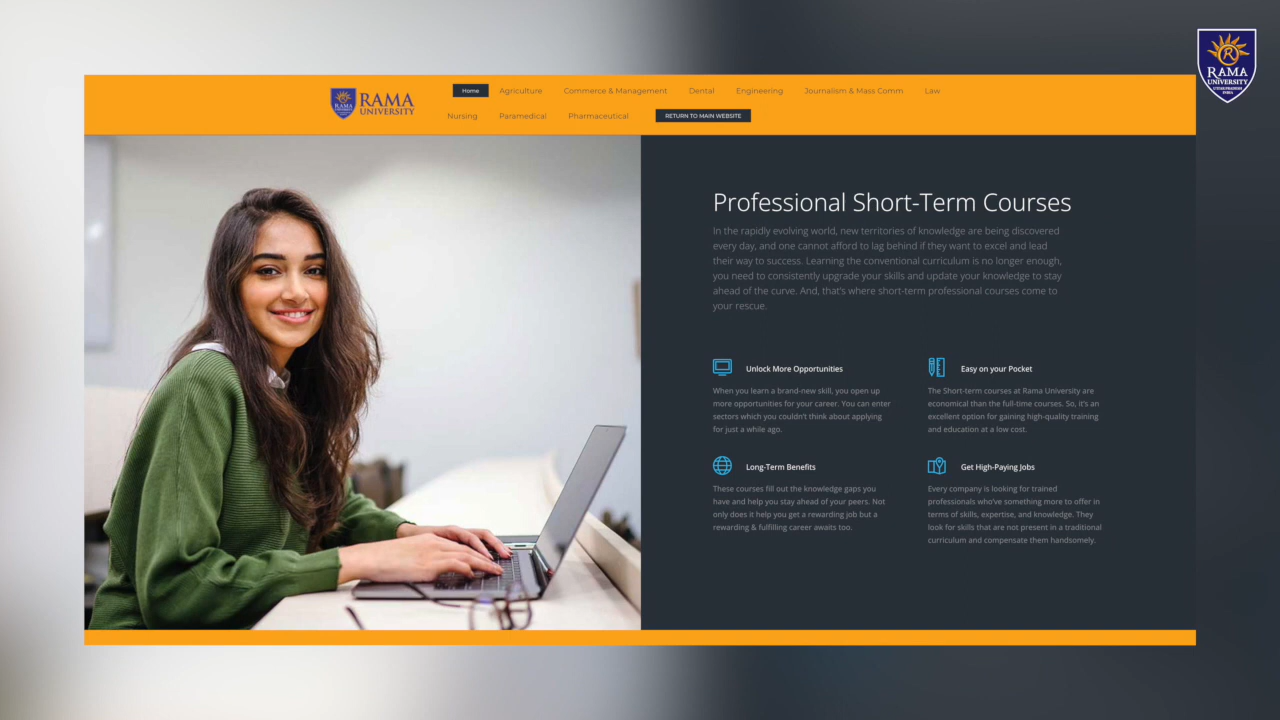 RAMA
UNIVERSITY
UTTAR PRADESH
INDIA
RAMA
UNIVERSITY
RAMA
UNIVERSITY
Home Agriculture Commerce & Management Dental Engineering Journalism & Mass Comm Law
Nursing Paramedical Pharmaceutical RETURN TO MAIN WEBSITE
Professional Short-Term Courses
In the rapidly evolving world, new territories of knowledge are being discovered
every day, and one cannot afford to lag behind if they want to excel and lead
their way to success. Learning the conventional curriculum is no longer enough,
you need to consistently upgrade your skills and update your knowledge to stay
ahead of the curve. And, that's where short-term professional courses come to
your rescue.
Unlock More Opportunities
When you learn a brand-new skill, you open up
more opportunities for your career. You can enter
sectors which you couldn't think about applying
for just a while ago.
Easy on your Pocket
The Short-term courses at Rama University are
economical than the full-time courses. So, it's an
excellent option for gaining high-quality training
and education at a low cost.
Long-Term Benefits
These courses fill out the knowledge gaps you
have and help you stay ahead of your peers. Not
only does it help you get a rewarding job but a
rewarding & fulfilling career awaits too.
Get High-Paying Jobs
Every company is looking for trained
professionals who've something more to offer in
terms of skills, expertise, and knowledge. They
look for skills that are not present in a traditional
curriculum and compensate them handsomely.